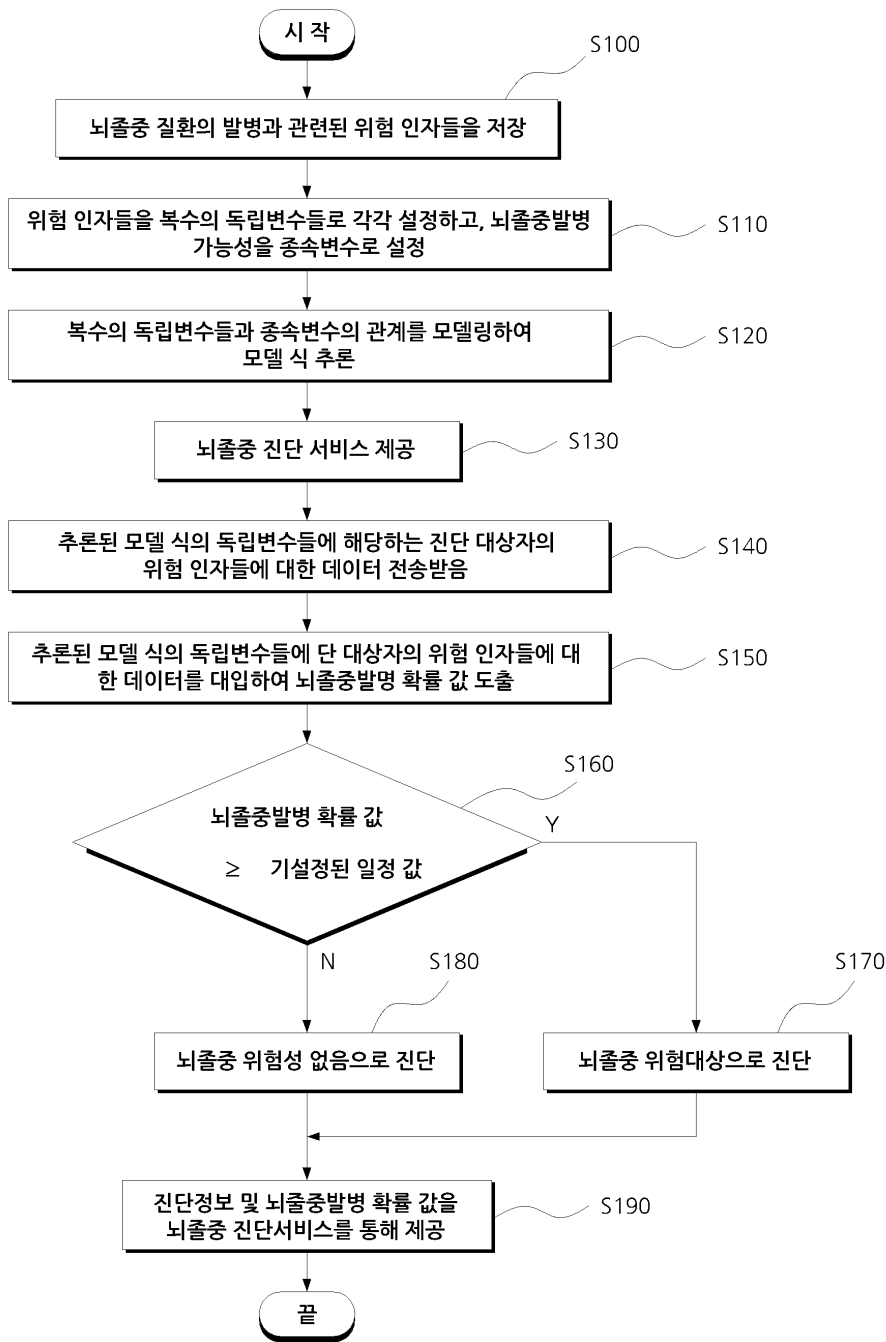 시 작
S100
뇌졸중 질환의 발병과 관련된 위험 인자들을 저장
위험 인자들을 복수의 독립변수들로 각각 설정하고, 뇌졸중발병
가능성을 종속변수로 설정
S110
복수의 독립변수들과 종속변수의 관계를 모델링하여
모델 식 추론
S120
뇌졸중 진단 서비스 제공
S130
추론된 모델 식의 독립변수들에 해당하는 진단 대상자의
위험 인자들에 대한 데이터 전송받음
S140
추론된 모델 식의 독립변수들에 단 대상자의 위험 인자들에 대
한 데이터를 대입하여 뇌졸중발명 확률 값 도출
S150
S160
뇌졸중발병 확률 값
≥ 기설정된 일정 값
Y
N
S180
뇌졸중 위험성 없음으로 진단
S170
뇌졸중 위험대상으로 진단
진단정보 및 뇌줄중발병 확률 값을
뇌졸중 진단서비스를 통해 제공
S190
끝